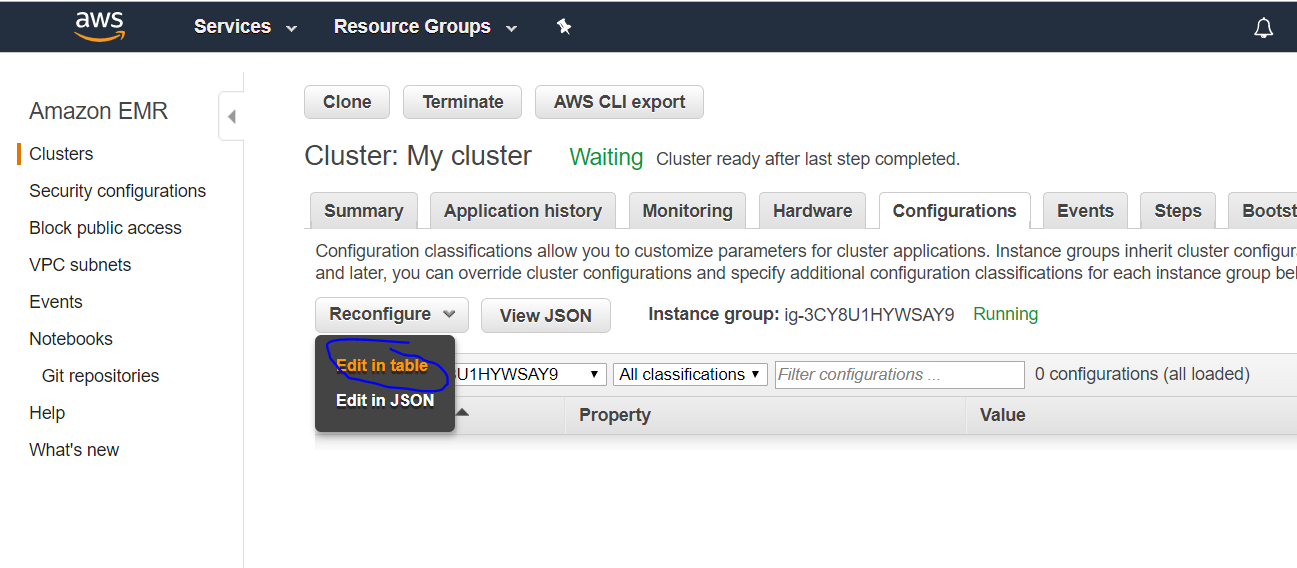 aws Services Resource Groups
Amazon EMR
Clusters
Security configurations
Block public access
VPC subnets
Events
Notebooks
Git repositories
Help
What's new
Clone Terminate AWS CLI export
Cluster: My cluster Waiting Cluster ready after last step completed.
Summary Application history Monitoring Hardware Configurations Events Steps Bootst
Configuration classifications allow you to customize parameters for cluster applications. Instance groups inherit cluster configur
and later, you can override cluster configurations and specify additional configuration classifications for each instance group bel
Reconfigure View JSON Instance group: ig-3CY8U1HYWSAY9 Running
Edit in table
U1HYWSAY9 All classifications Filter configurations ... 0 configurations (all loaded)
Edit in JSON
Property Value